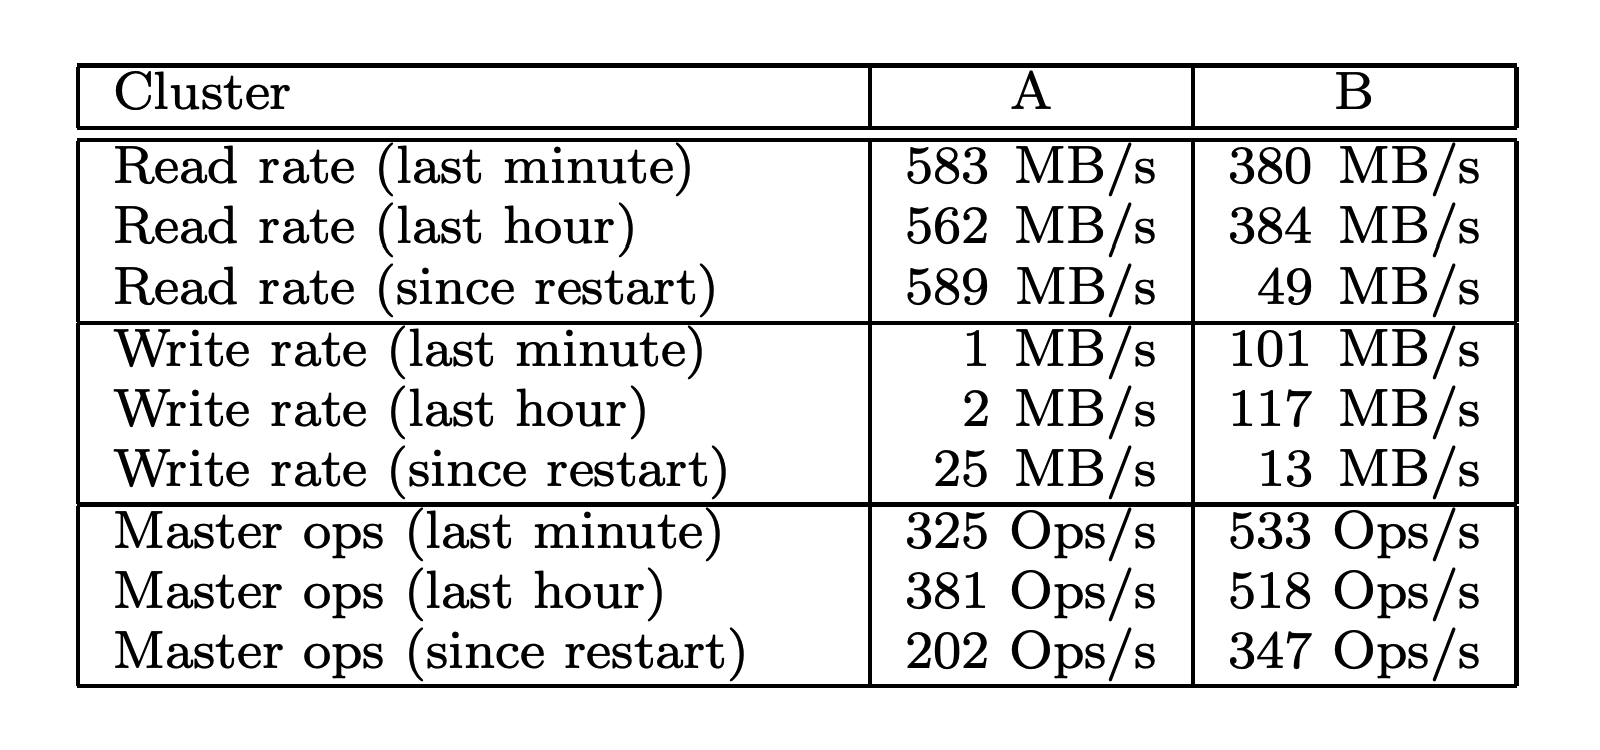 Cluster A B
Read rate (last minute) 583 MB/s 380 MB/s
Read rate (last hour) 562 MB/s 384 MB/s
Read rate (since restart) 589 MB/s 49 MB/s
Write rate (last minute) 1 MB/s 101 MB/s
Write rate (last hour) 2 MB/s 117 MB/s
Write rate (since restart) 25 MB/s 13 MB/s
Master ops (last minute) 325 Ops/s 533 Ops/s
Master ops (last hour) 381 Ops/s 518 Ops/s
Master ops (since restart) 202 Ops/s 347 Ops/s